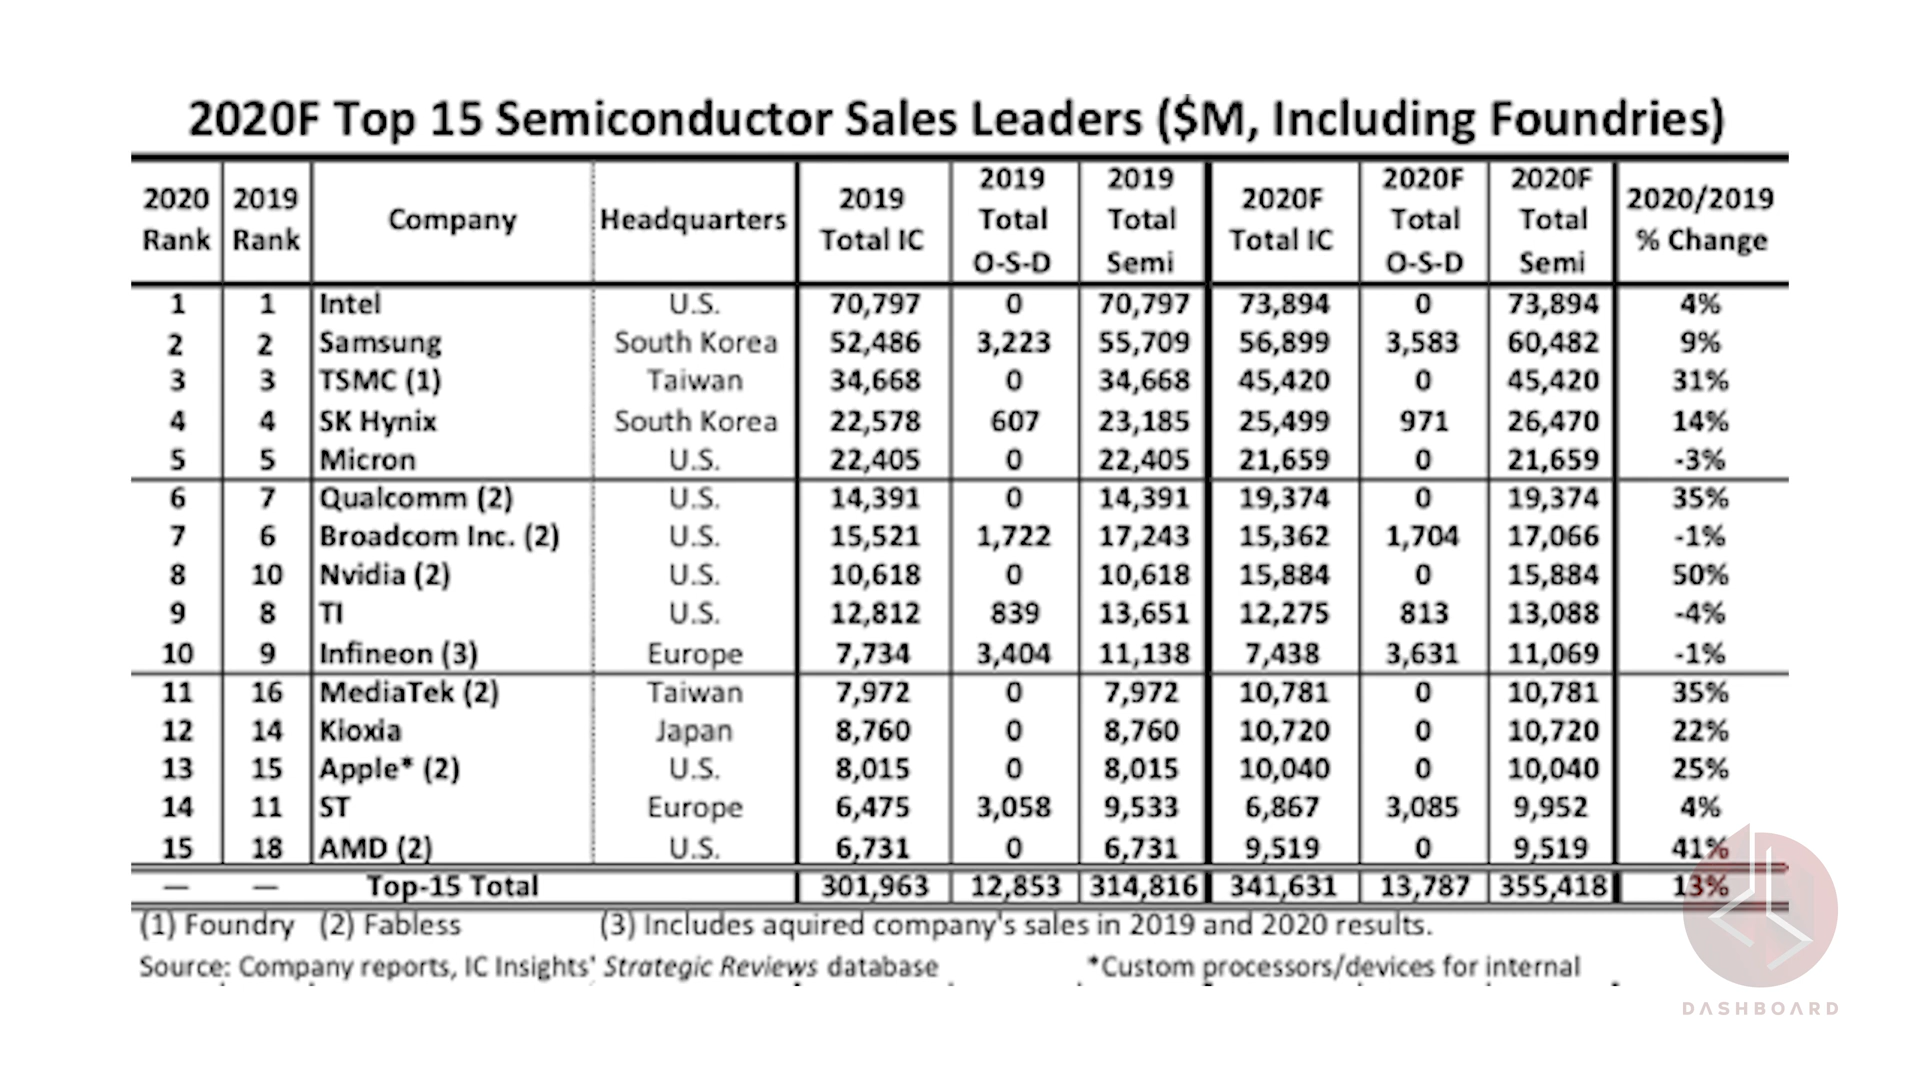 2020F Top 15 Semiconductor Sales Leaders ($M, Including Foundries)
2020 Rank 2019 Rank Company Headquarters 2019 Total IC 2019 Total O-S-D 2019 Total Semi 2020F Total IC 2020F Total O-S-D 2020F Total Semi 2020/2019 % Change
1 1 Intel U.S. 70,797 0 70,797 73,894 0 73,894 4%
2 2 Samsung South Korea 52,486 3,223 55,709 56,899 3,583 60,482 9%
3 3 TSMC (1) Taiwan 34,668 0 34,668 45,420 0 45,420 31%
4 4 SK Hynix South Korea 22,578 607 23,185 25,499 971 26,470 14%
5 5 Micron U.S. 22,405 0 22,405 21,659 0 21,659 -3%
6 7 Qualcomm (2) U.S. 14,391 0 14,391 19,374 0 19,374 35%
7 6 Broadcom Inc. (2) U.S. 15,521 1,722 17,243 15,362 1,704 17,066 -1%
8 10 Nvidia (2) U.S. 10,618 0 10,618 15,884 0 15,884 50%
9 8 TI U.S. 12,812 839 13,651 12,275 813 13,088 -4%
10 9 Infineon (3) Europe 7,734 3,404 11,138 7,438 3,631 11,069 -1%
11 16 MediaTek (2) Taiwan 7,972 0 7,972 10,781 0 10,781 35%
12 14 Kioxia Japan 8,760 0 8,760 10,720 0 10,720 22%
13 15 Apple* (2) U.S. 8,015 0 8,015 10,040 0 10,040 25%
14 11 ST Europe 6,475 3,058 9,533 6,867 3,085 9,952 4%
15 18 AMD (2) U.S. 6,731 0 6,731 9,519 0 9,519 41%
— — Top-15 Total 301,963 12,853 314,816 341,631 13,787 355,418 13%
(1) Foundry (2) Fabless (3) Includes aquired company's sales in 2019 and 2020 results.
Source: Company reports, IC Insights' Strategic Reviews database *Custom processors/devices for internal
DASHBOARD